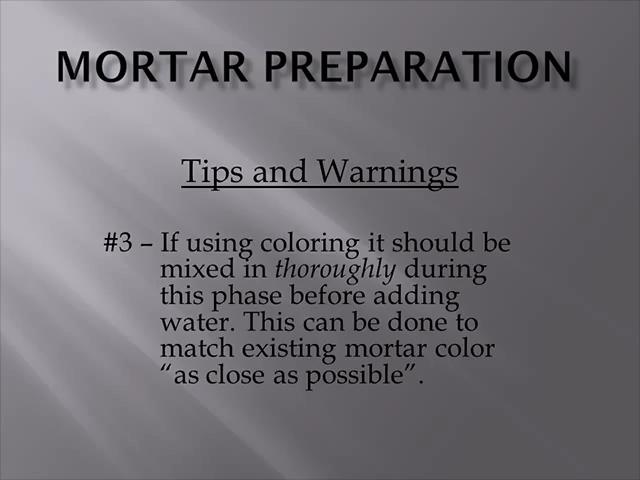 MORTAR PREPARATION
Tips and Warnings
#3 – If using coloring it should be
mixed in thoroughly during
this phase before adding
water. This can be done to
match existing mortar color
“as close as possible”.